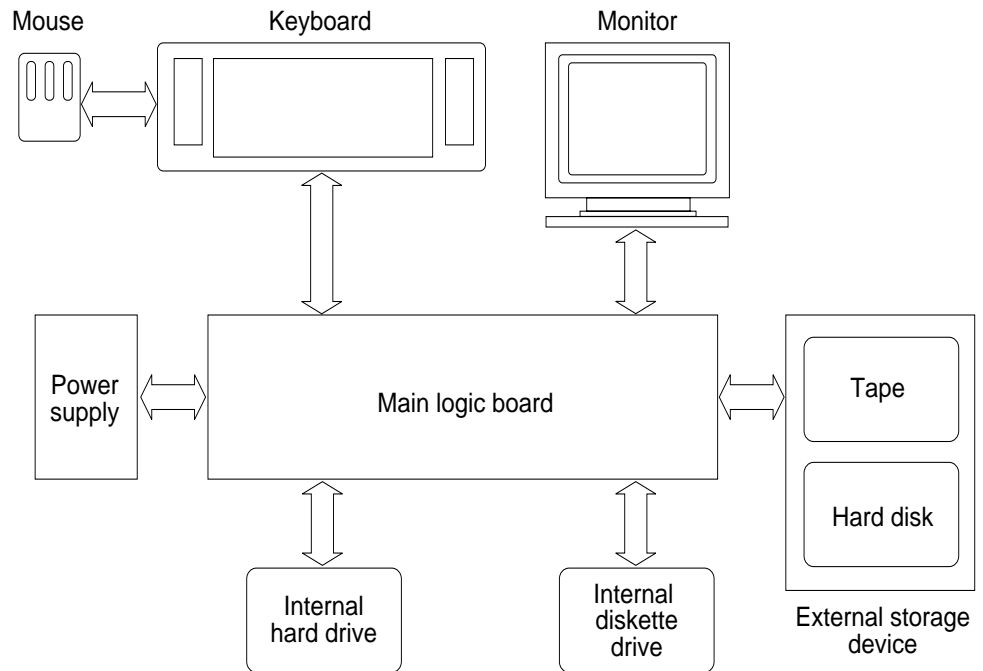 Mouse
Keyboard
Monitor
Power
supply
Main logic board
Tape
Hard disk
Internal
hard drive
Internal
diskette
drive
External storage
device